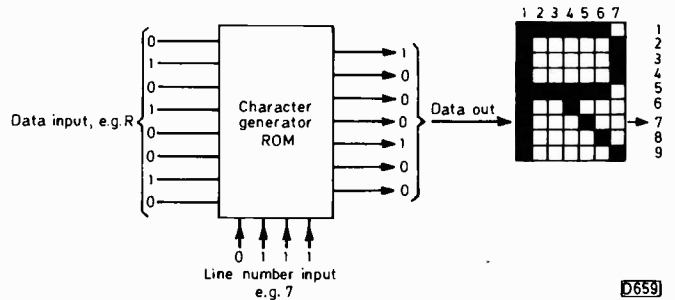 1 2 3 4 5 6 7
1
2
3
4
5
6
7
8
9
0
1
0
1
0
0
1
0
Data input, e.g. R
Character
generator
ROM
1
0
0
0
1
0
0
Data out
0 1 1 1
Line number input
e.g. 7
D659